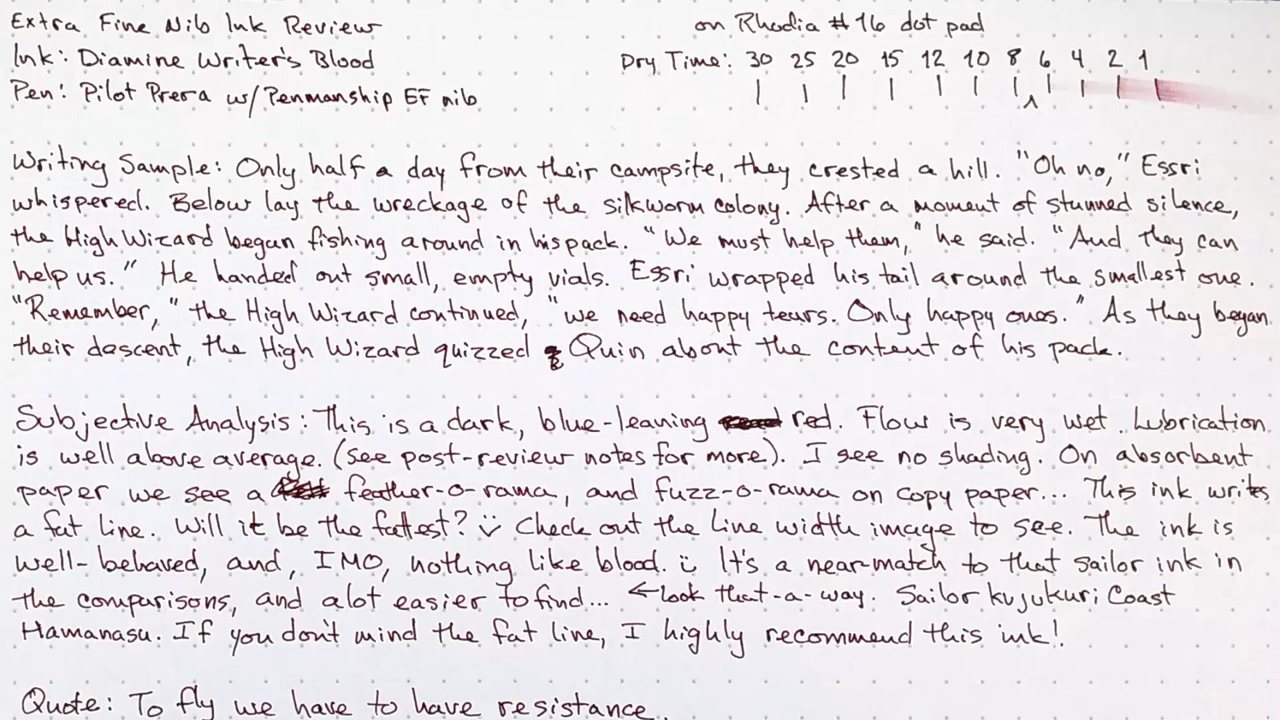 Extra Fine Nib Ink Review
on Rhodia #16 dot pad
Ink: Diamine Writer's Blood
Dry Time: 30 25 20 15 12 10 8 6 4 2 1
Pen: Pilot Prera w/Penmanship EF nib
Writing Sample: Only half a day from their campsite, they crested a hill. "Oh no," Essri
whispered. Below lay the wreckage of the silkworm colony. After a moment of stunned silence,
the High Wizard began fishing around in his pack. "We must help them," he said. "And they can
help us." He handed out small, empty vials. Essri wrapped his tail around the smallest one.
"Remember," the High Wizard continued, "we need happy tears. Only happy ones." As they began
their descent, the High Wizard quizzed Quin about the content of his pack.
Subjective Analysis: This is a dark, blue-leaning red. Flow is very wet. Lubrication
is well above average. (see post-review notes for more). I see no shading. On absorbent
paper we see a feather-o-rama, and fuzz-o-rama on copy paper... This ink writes
a fat line. Will it be the fattest? Check out the line width image to see. The ink is
well-behaved, and, IMO, nothing like blood. It's a near-match to that sailor ink in
the comparisons, and a lot easier to find... ← look that-a-way. Sailor kujukuri Coast
Hamanasu. If you don't mind the fat line, I highly recommend this ink!
Quote: To fly we have to have resistance.